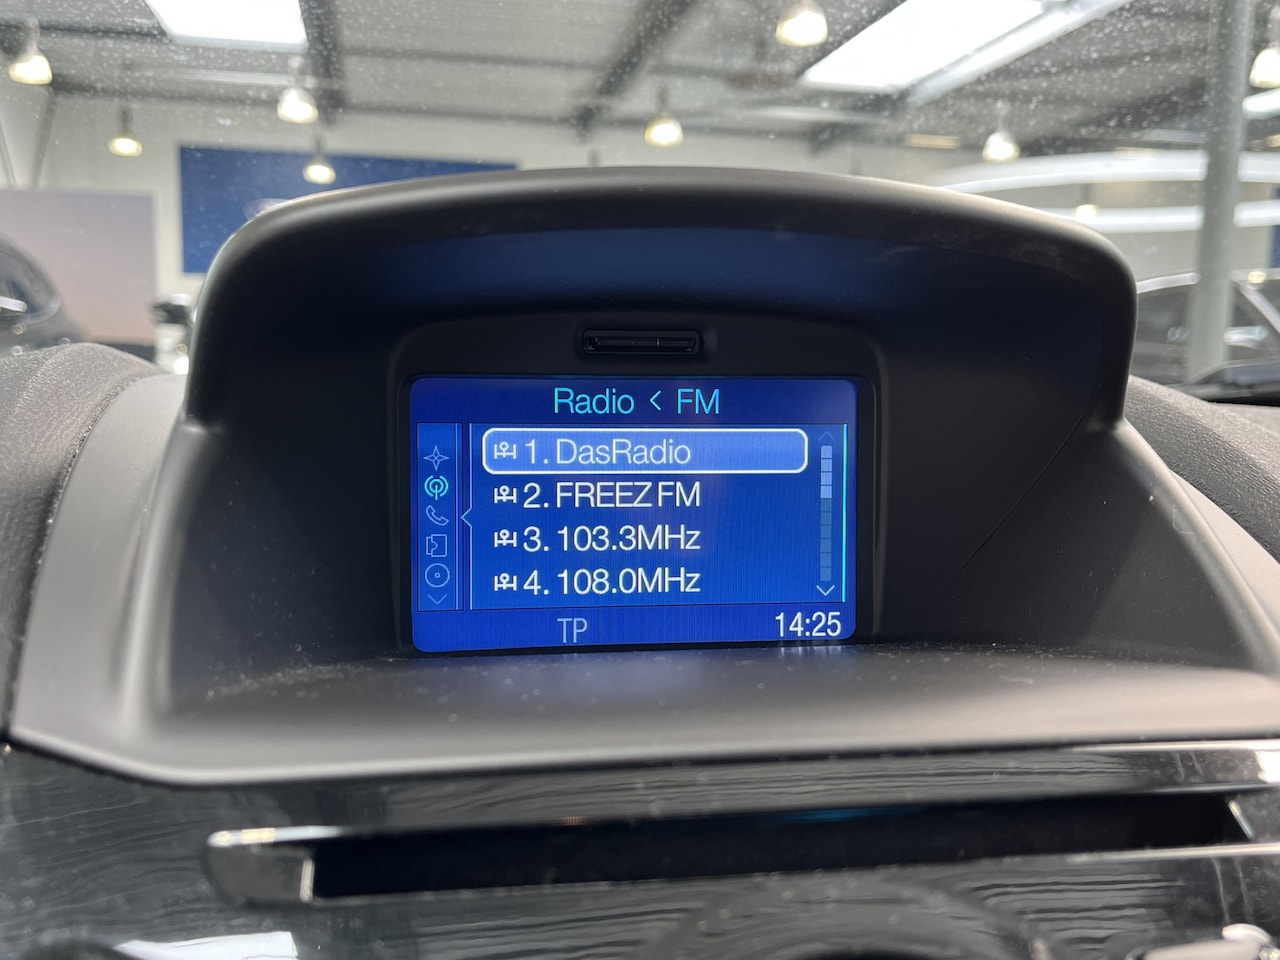 Radio < FM
1. DasRadio
2. FREEZ FM
3. 103.3MHz
4. 108.0MHz
TP 14:25